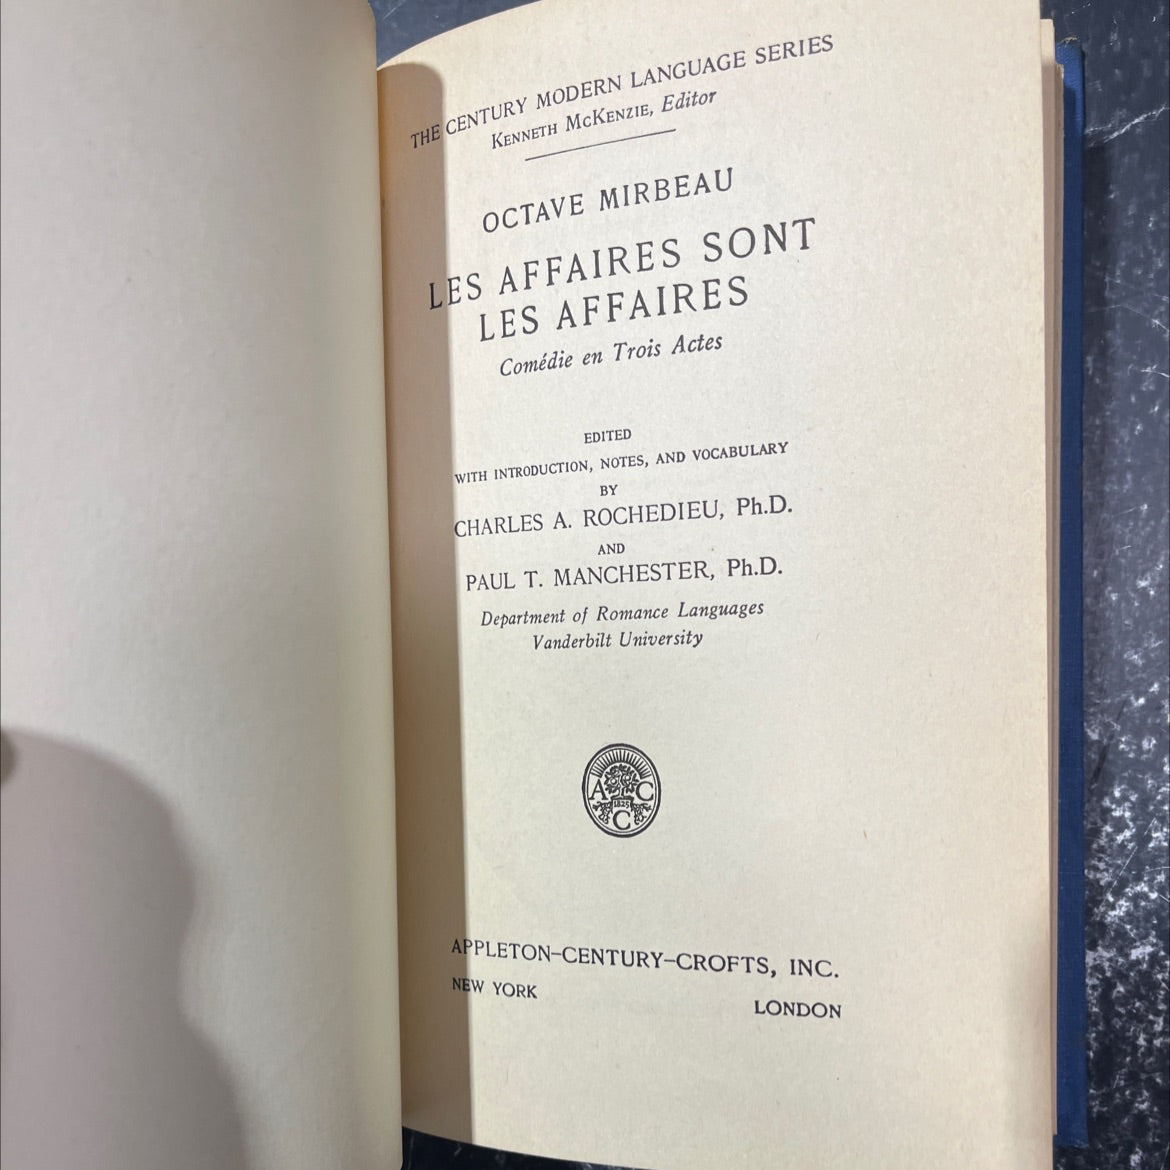 THE CENTURY MODERN LANGUAGE SERIES
KENNETH MCKENZIE, Editor
OCTAVE MIRBEAU
LES AFFAIRES SONT
LES AFFAIRES
Comédie en Trois Actes
EDITED
WITH INTRODUCTION, NOTES, AND VOCABULARY
BY
CHARLES A. ROCHEDIEU, Ph.D.
AND
PAUL T. MANCHESTER, Ph.D.
Department of Romance Languages
Vanderbilt University
A C
1825
C
APPLETON–CENTURY–CROFTS, INC.
NEW YORK
LONDON